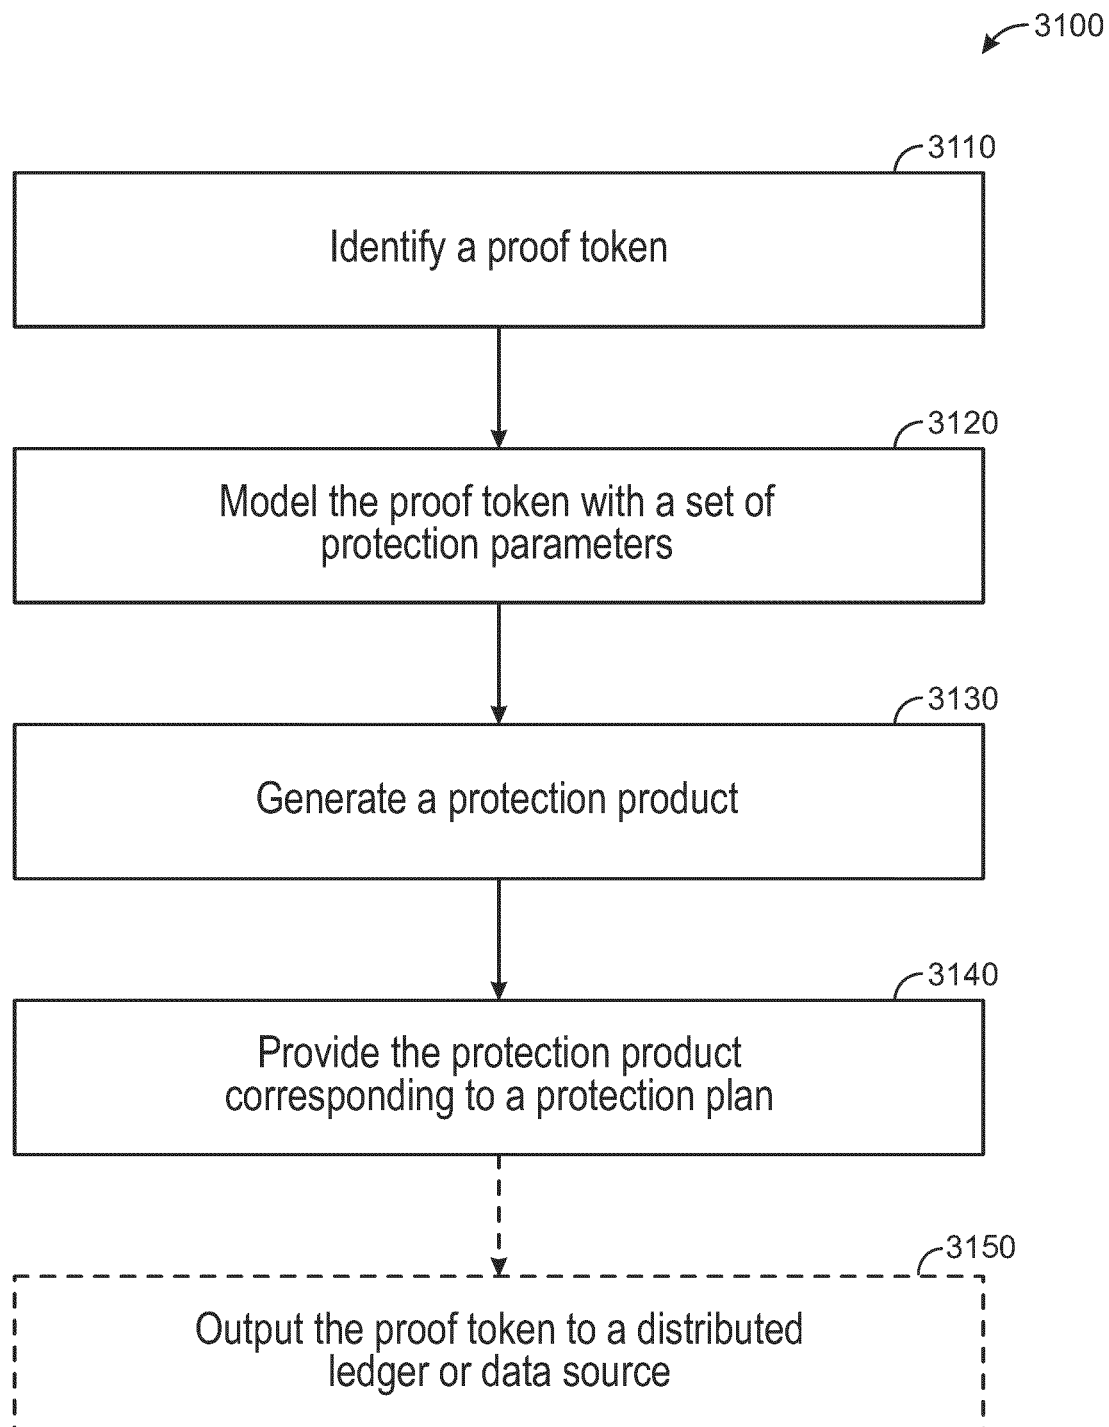 3100
3110
Identify a proof token
3120
Model the proof token with a set of
protection parameters
3130
Generate a protection product
3140
Provide the protection product
corresponding to a protection plan
3150
Output the proof token to a distributed
ledger or data source